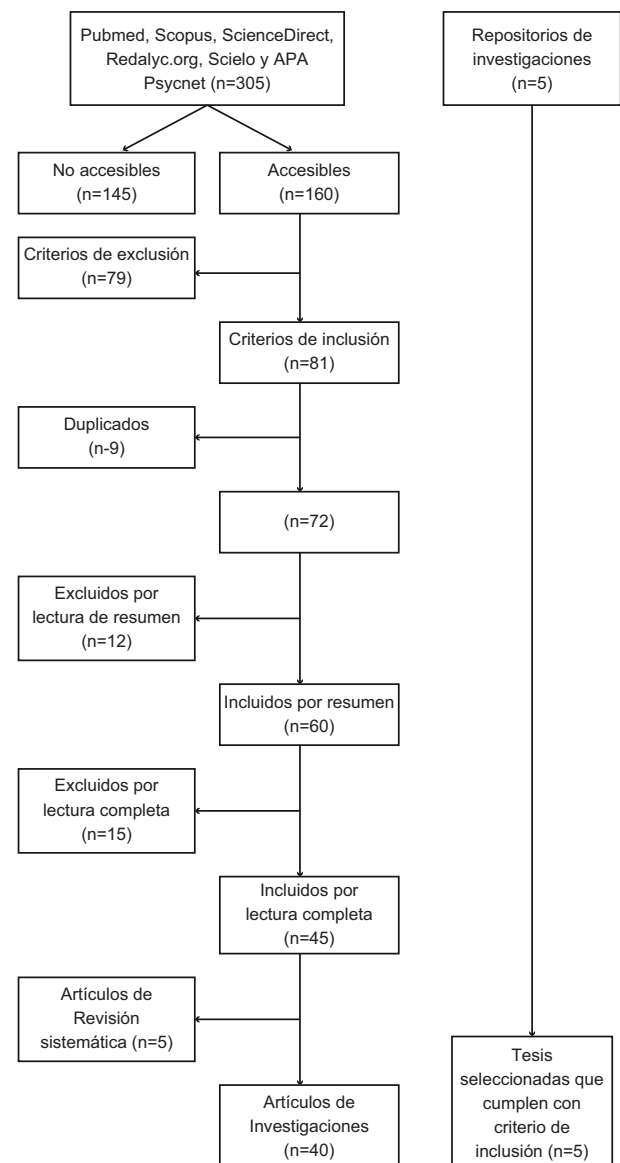 Pubmed, Scopus, ScienceDirect,
Redalyc.org, Scielo y APA
Psycnet (n=305)
Repositorios de
investigaciones
(n=5)
No accesibles
(n=145)
Accesibles
(n=160)
Criterios de exclusión
(n=79)
Criterios de inclusión
(n=81)
Duplicados
(n-9)
(n=72)
Excluidos por
lectura de resumen
(n=12)
Incluidos por resumen
(n=60)
Excluidos por
lectura completa
(n=15)
Incluidos por
lectura completa
(n=45)
Artículos de
Revisión
sistemática (n=5)
Artículos de
Investigaciones
(n=40)
Tesis
seleccionadas que
cumplen con
criterio de
inclusión (n=5)